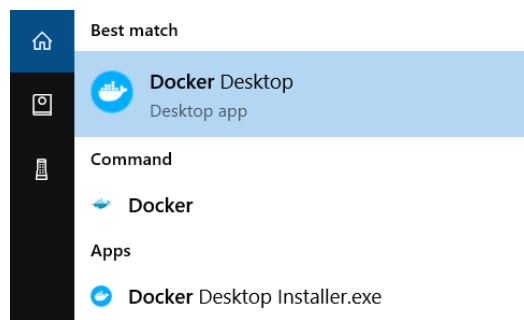 Best match
Docker Desktop
Desktop app
Command
Docker
Apps
Docker Desktop Installer.exe